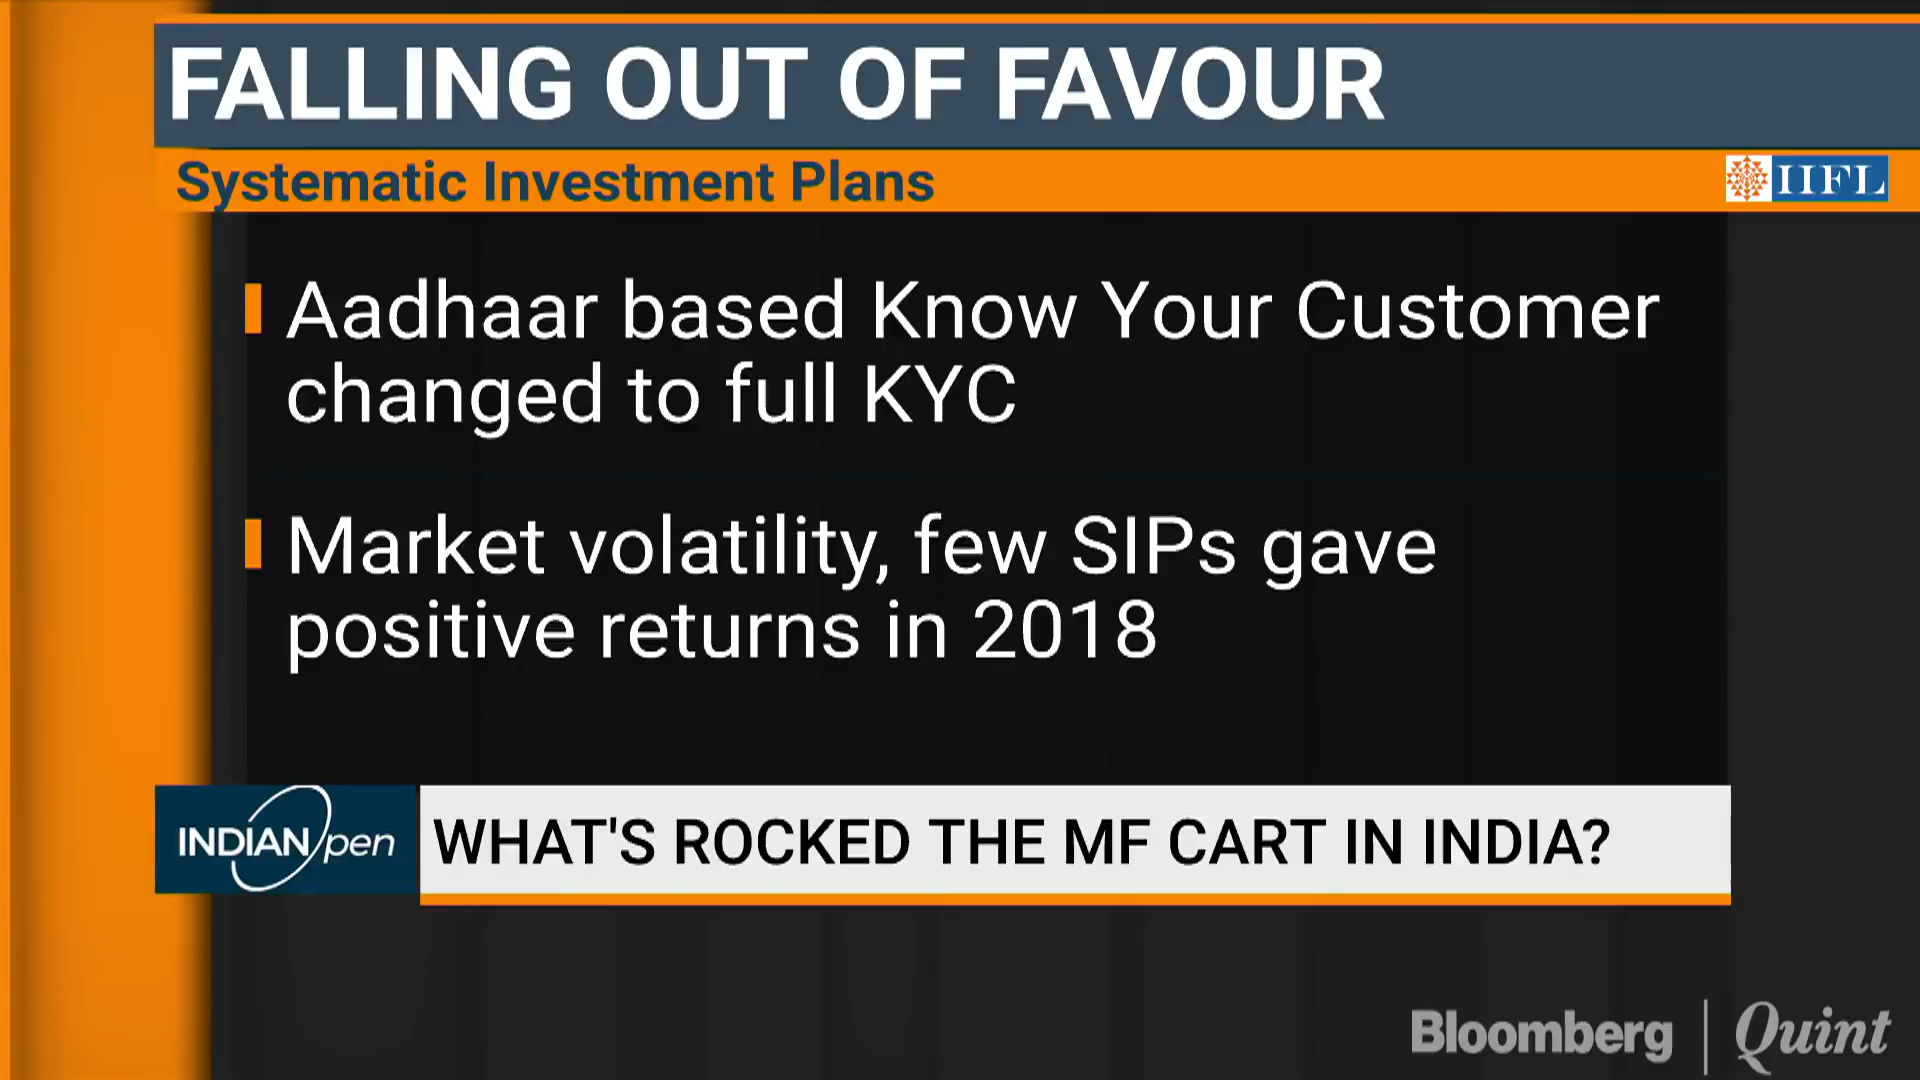 FALLING OUT OF FAVOUR
Systematic Investment Plans
IIFL
Aadhaar based Know Your Customer
changed to full KYC
Market volatility, few SIPs gave
positive returns in 2018
INDIAN Open
WHAT'S ROCKED THE MF CART IN INDIA?
Bloomberg | Quint